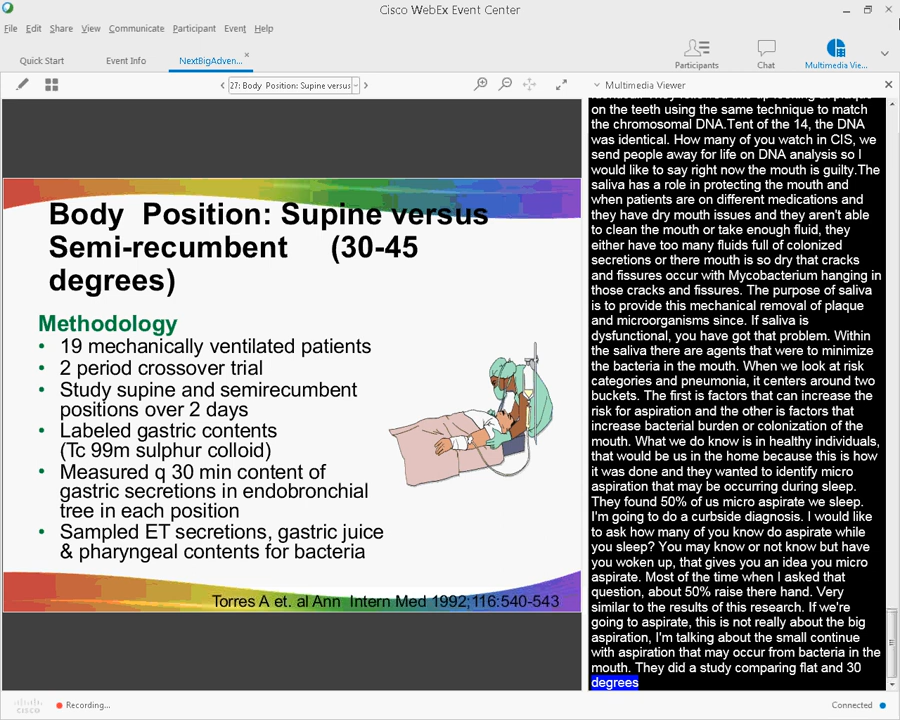 Cisco WebEx Event Center
File Edit Share View Communicate Participant Event Help
Quick Start Event Info NextBigAdven...
Participants Chat Multimedia Vie...
27: Body Position: Supine versus
Multimedia Viewer
Body Position: Supine versus
Semi-recumbent (30-45
degrees)
Methodology
• 19 mechanically ventilated patients
• 2 period crossover trial
• Study supine and semirecumbent
positions over 2 days
• Labeled gastric contents
(Tc 99m sulphur colloid)
• Measured q 30 min content of
gastric secretions in endobronchial
tree in each position
• Sampled ET secretions, gastric juice
& pharyngeal contents for bacteria
Torres A et. al Ann Intern Med 1992;116:540-543
on the teeth using the same technique to match
the chromosomal DNA.Tent of the 14, the DNA
was identical. How many of you watch in CIS, we
send people away for life on DNA analysis so I
would like to say right now the mouth is guilty.The
saliva has a role in protecting the mouth and
when patients are on different medications and
they have dry mouth issues and they aren't able
to clean the mouth or take enough fluid, they
either have too many fluids full of colonized
secretions or there mouth is so dry that cracks
and fissures occur with Mycobacterium hanging in
those cracks and fissures. The purpose of saliva
is to provide this mechanical removal of plaque
and microorganisms since. If saliva is
dysfunctional, you have got that problem. Within
the saliva there are agents that were to minimize
the bacteria in the mouth. When we look at risk
categories and pneumonia, it centers around two
buckets. The first is factors that can increase the
risk for aspiration and the other is factors that
increase bacterial burden or colonization of the
mouth. What we do know is in healthy individuals,
that would be us in the home because this is how
it was done and they wanted to identify micro
aspiration that may be occurring during sleep.
They found 50% of us micro aspirate we sleep.
I'm going to do a curbside diagnosis. I would like
to ask how many of you know do aspirate while
you sleep? You may know or not know but have
you woken up, that gives you an idea you micro
aspirate. Most of the time when I asked that
question, about 50% raise there hand. Very
similar to the results of this research. If we're
going to aspirate, this is not really about the big
aspiration, I'm talking about the small continue
with aspiration that may occur from bacteria in the
mouth. They did a study comparing flat and 30
degrees
cisco Recording... Connected